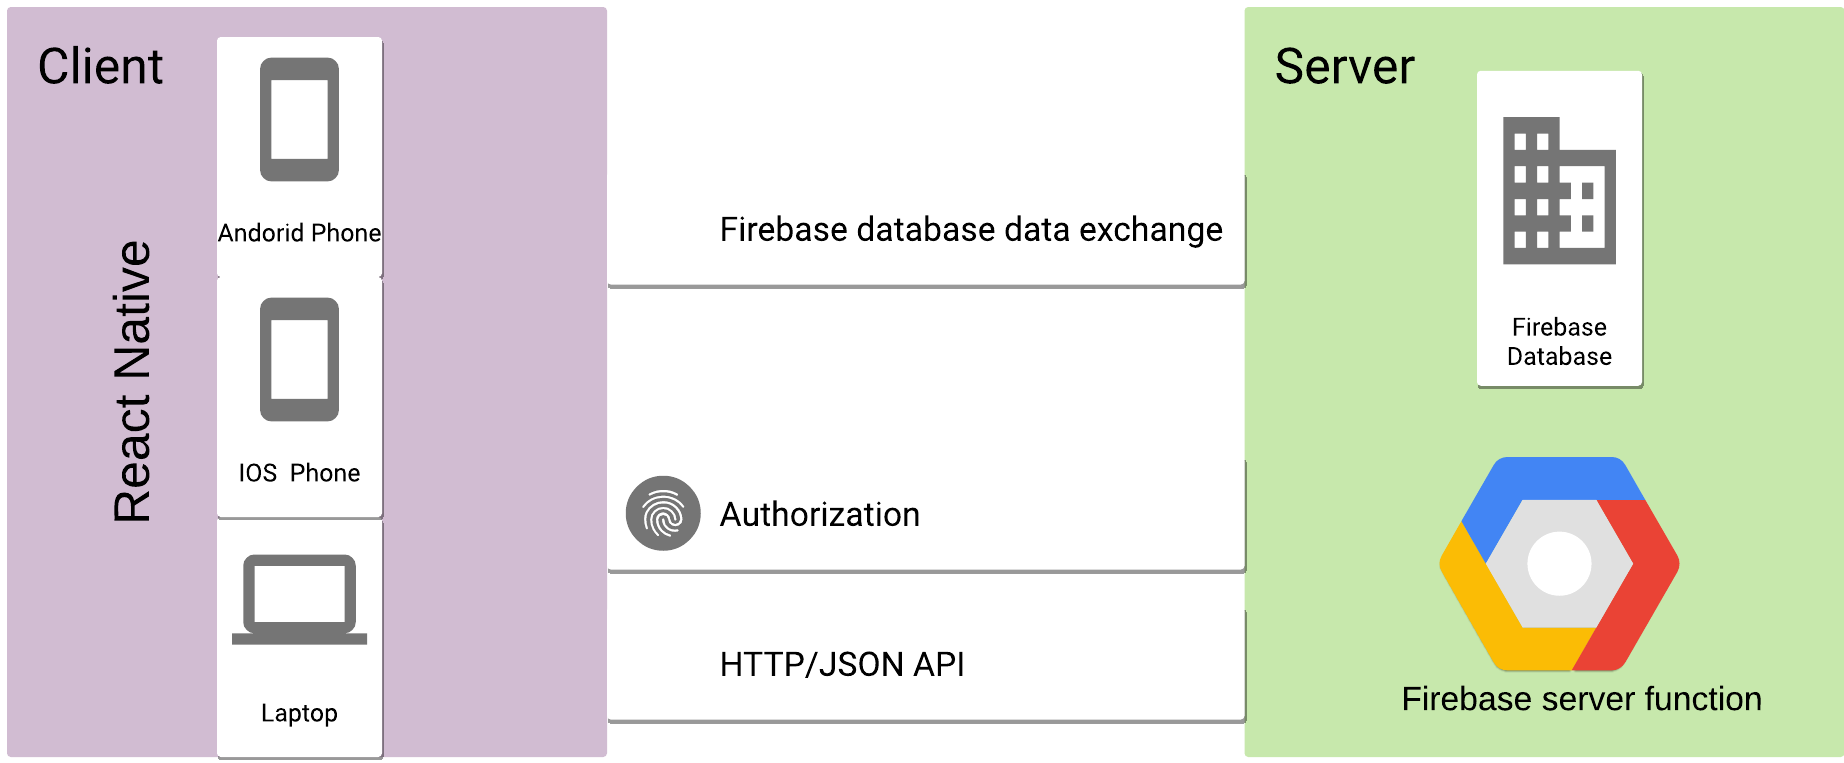 Client
React Native
Andorid Phone
IOS  Phone
Laptop
Firebase database data exchange
Authorization
HTTP/JSON API
Server
Firebase
Database
Firebase server function